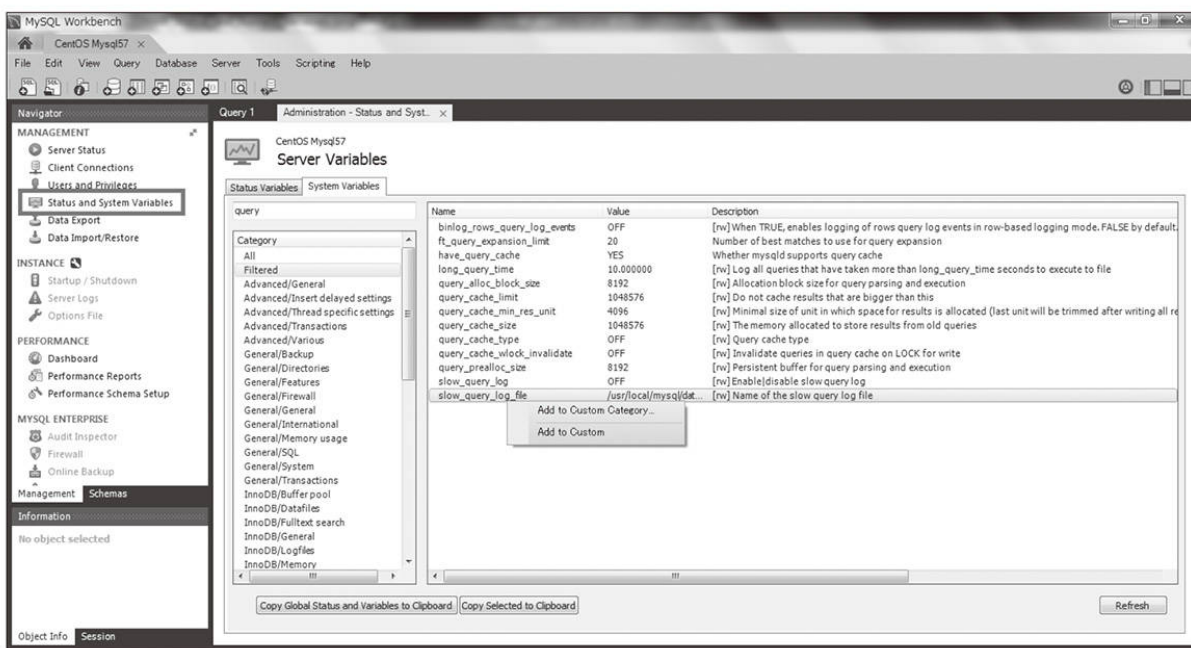 MySQL Workbench
CentOS Mysql57
File Edit View Query Database Server Tools Scripting Help
Navigator
MANAGEMENT
Server Status
Client Connections
Users and Privileges
Status and System Variables
Data Export
Data Import/Restore
INSTANCE
Startup / Shutdown
Server Logs
Options File
PERFORMANCE
Dashboard
Performance Reports
Performance Schema Setup
MYSQL ENTERPRISE
Audit Inspector
Firewall
Online Backup
Management Schemas
Information
No object selected
Object Info Session
Query 1 Administration - Status and Syst...
CentOS Mysql57
Server Variables
Status Variables System Variables
query
Category
All
Filtered
Advanced/General
Advanced/Insert delayed settings
Advanced/Thread specific settings
Advanced/Transactions
Advanced/Various
General/Backup
General/Directories
General/Features
General/Firewall
General/General
General/International
General/Memory usage
General/SQL
General/System
General/Transactions
InnoDB/Buffer pool
InnoDB/Datafiles
InnoDB/Fulltext search
InnoDB/General
InnoDB/Logfiles
InnoDB/Memory
Name Value Description
binlog_rows_query_log_events OFF [rw] When TRUE, enables logging of rows query log events in row-based logging mode. FALSE by default.
ft_query_expansion_limit 20 Number of best matches to use for query expansion
have_query_cache YES Whether mysqld supports query cache
long_query_time 10.000000 [rw] Log all queries that have taken more than long_query_time seconds to execute to file
query_alloc_block_size 8192 [rw] Allocation block size for query parsing and execution
query_cache_limit 1048576 [rw] Do not cache results that are bigger than this
query_cache_min_res_unit 4096 [rw] Minimal size of unit in which space for results is allocated (last unit will be trimmed after writing all re
query_cache_size 1048576 [rw] The memory allocated to store results from old queries
query_cache_type OFF [rw] Query cache type
query_cache_wlock_invalidate OFF [rw] Invalidate queries in query cache on LOCK for write
query_prealloc_size 8192 [rw] Persistent buffer for query parsing and execution
slow_query_log OFF [rw] Enable|disable slow query log
slow_query_log_file /usr/local/mysql/dat... [rw] Name of the slow query log file
Add to Custom Category...
Add to Custom
Copy Global Status and Variables to Clipboard Copy Selected to Clipboard Refresh